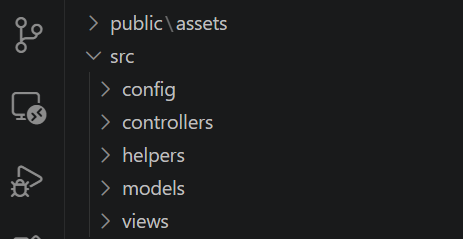 public\assets
src
config
controllers
helpers
models
views